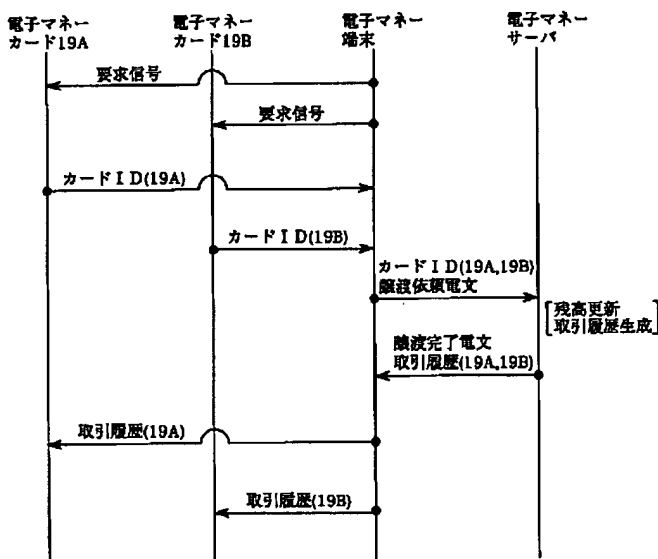 電子マネー
カード19A
電子マネー
カード19B
電子マネー
端末
電子マネー
サーバ
要求信号
要求信号
カードＩＤ(19A)
カードＩＤ(19B)
カードＩＤ(19A,19B)
譲渡依頼電文
残高更新
取引履歴生成
譲渡完了電文
取引履歴(19A,19B)
取引履歴(19A)
取引履歴(19B)